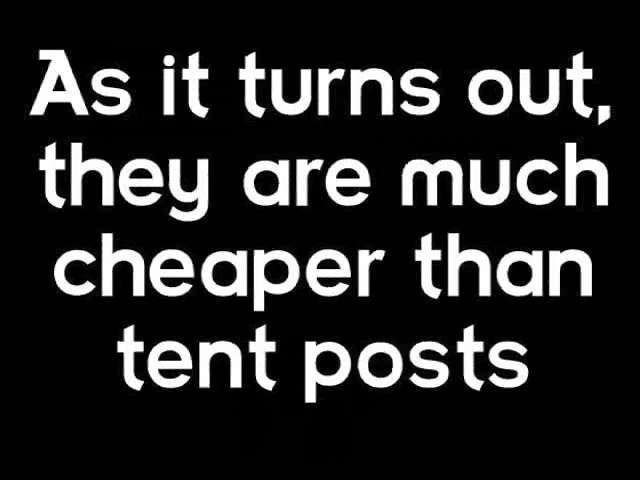 As it turns out,
they are much
cheaper than
tent posts